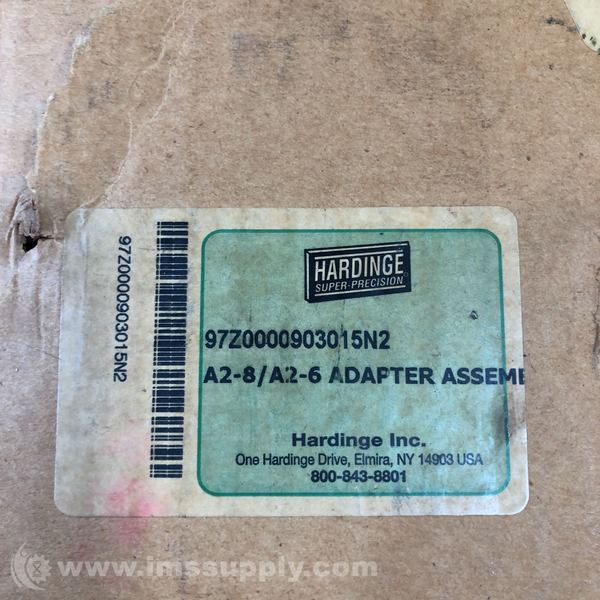 97Z0000903015N2
HARDINGE
SUPER-PRECISION®
97Z0000903015N2
A2-8/A2-6 ADAPTER ASSEME
Hardinge Inc.
One Hardinge Drive, Elmira, NY 14903 USA
800-843-8801
www.imssupply.com